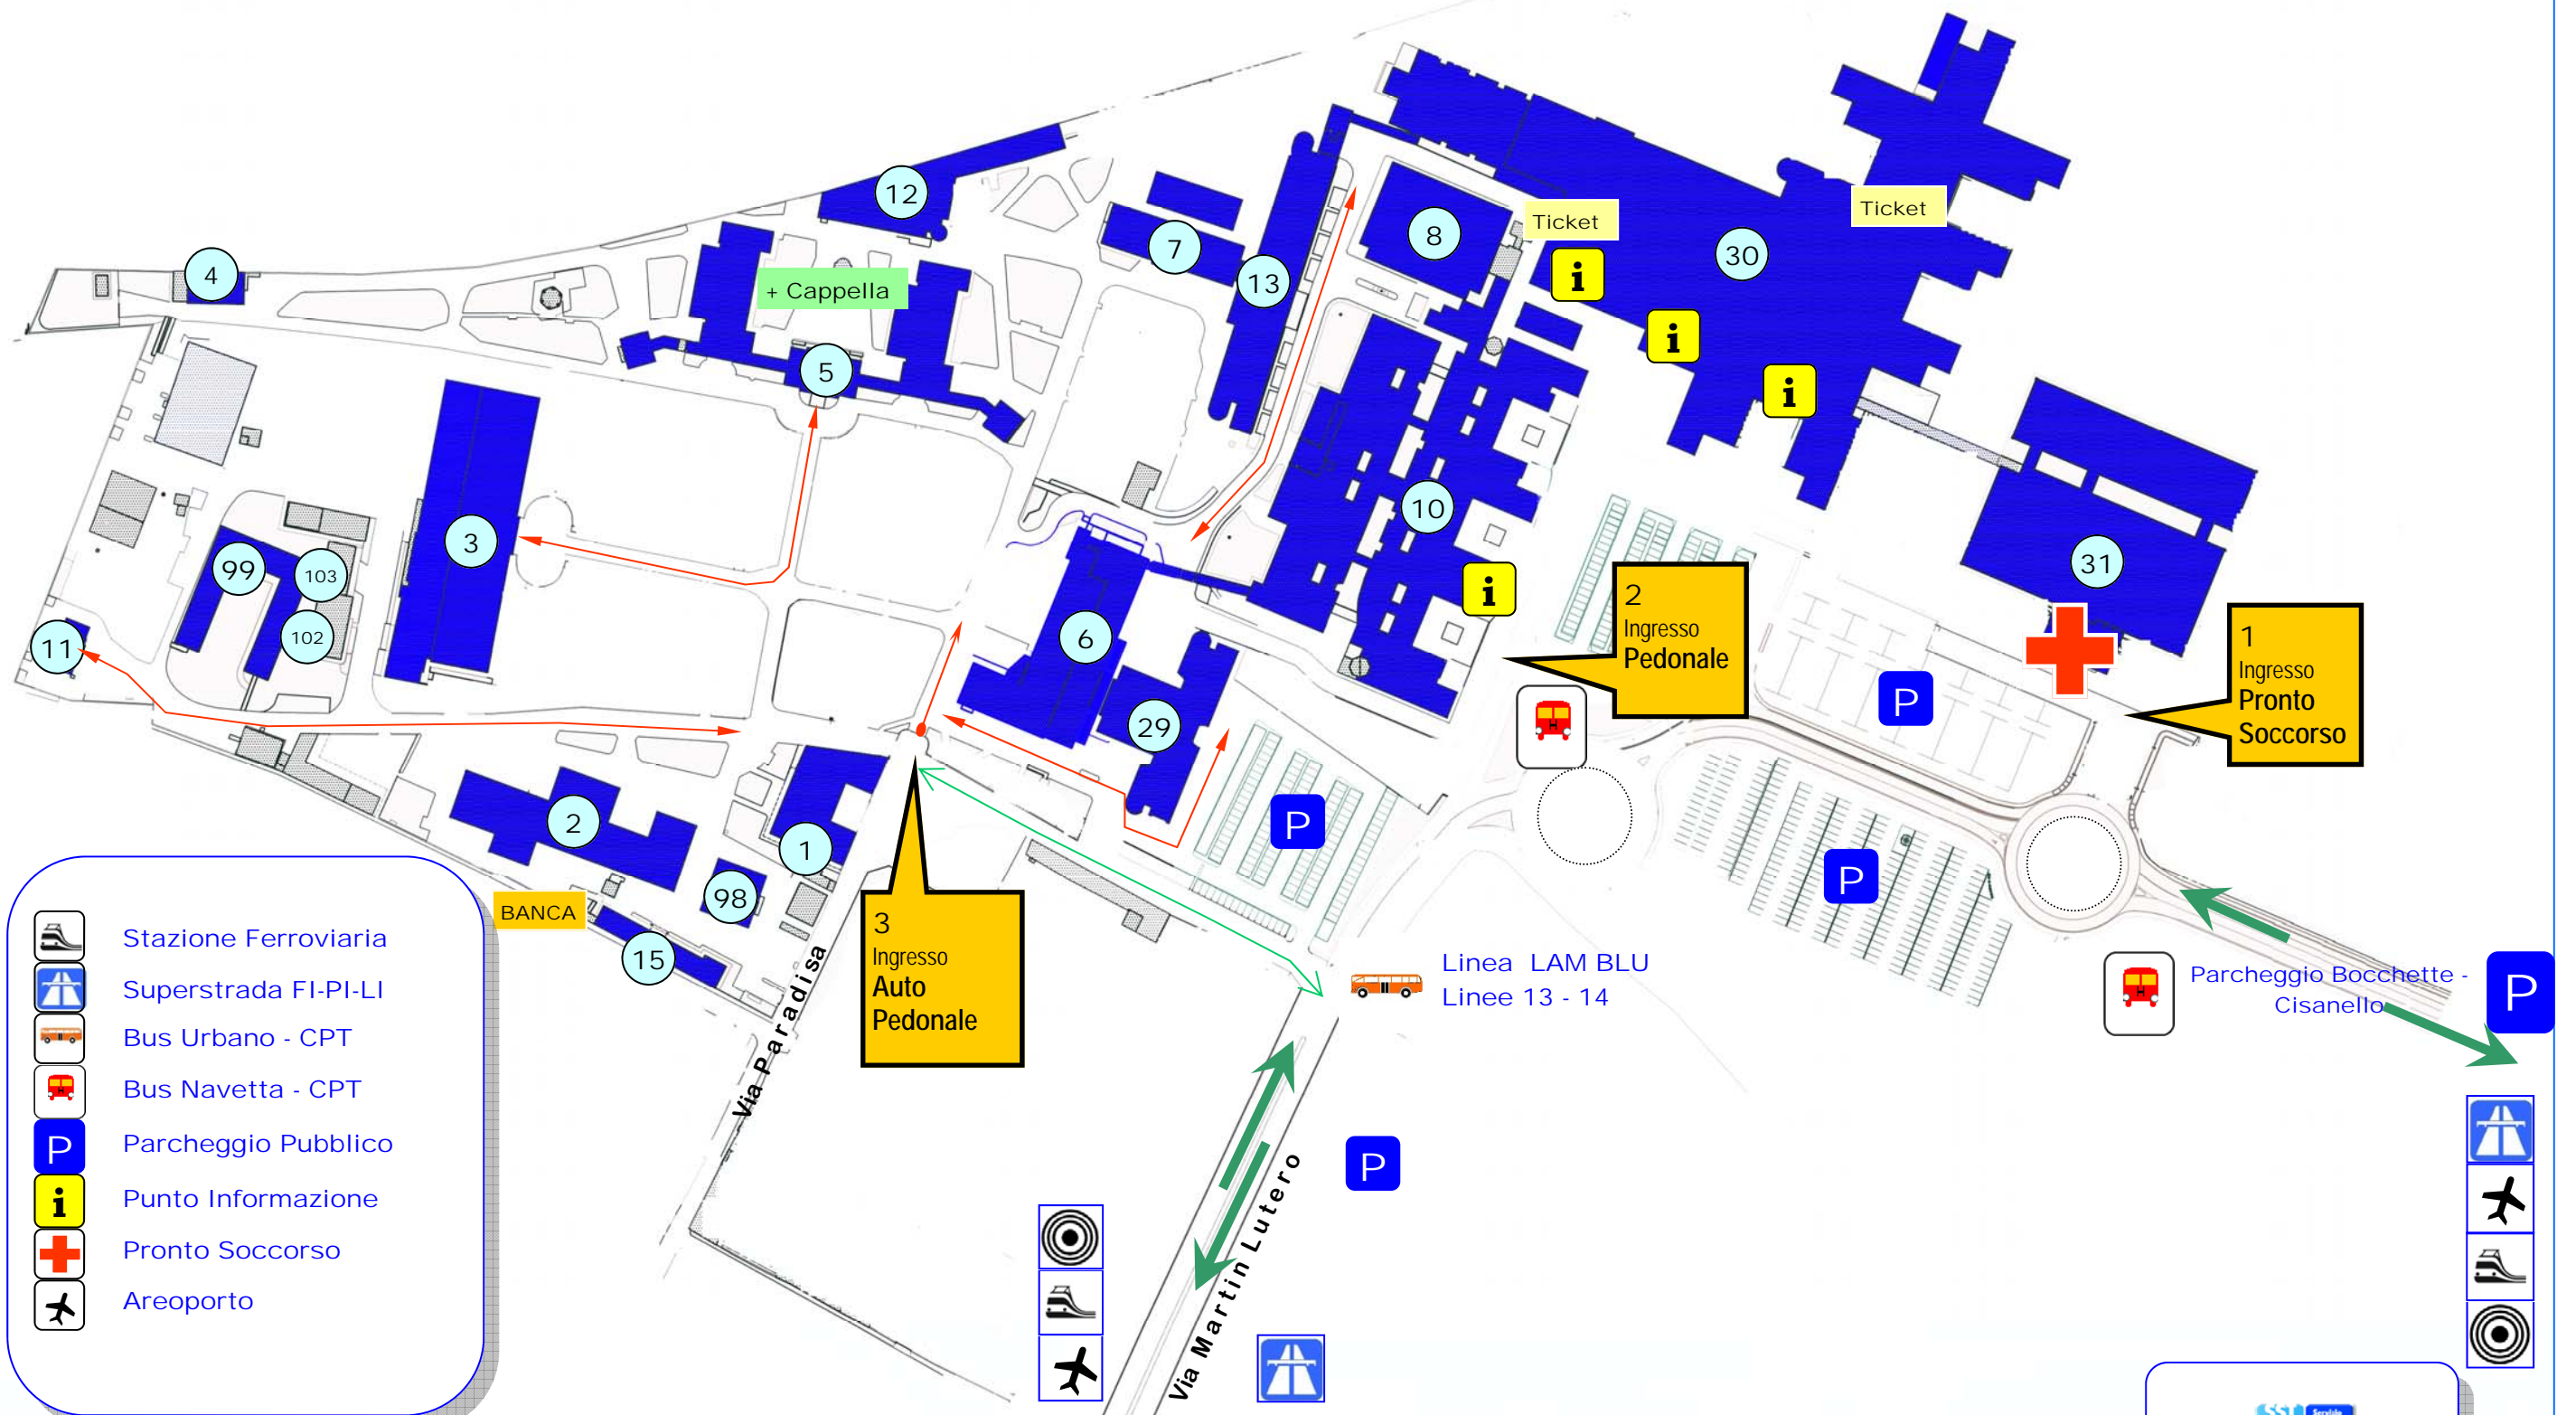 12
4
+ Cappella
5
7
13
8
Ticket
Ticket
30
i
i
i
i
10
3
99
103
102
11
6
29
31
2
Ingresso
Pedonale
1
Ingresso
Pronto
Soccorso
P
P
P
2
1
98
15
BANCA
3
Ingresso
Auto
Pedonale
Via Paradisa
Linea LAM BLU
Linee 13 - 14
Parcheggio Bocchette -
Cisanello
P
P
Via Martin Lutero
Stazione Ferroviaria
Superstrada FI-PI-LI
Bus Urbano - CPT
Bus Navetta - CPT
P
Parcheggio Pubblico
i
Punto Informazione
Pronto Soccorso
Areoporto
SST
Servizio